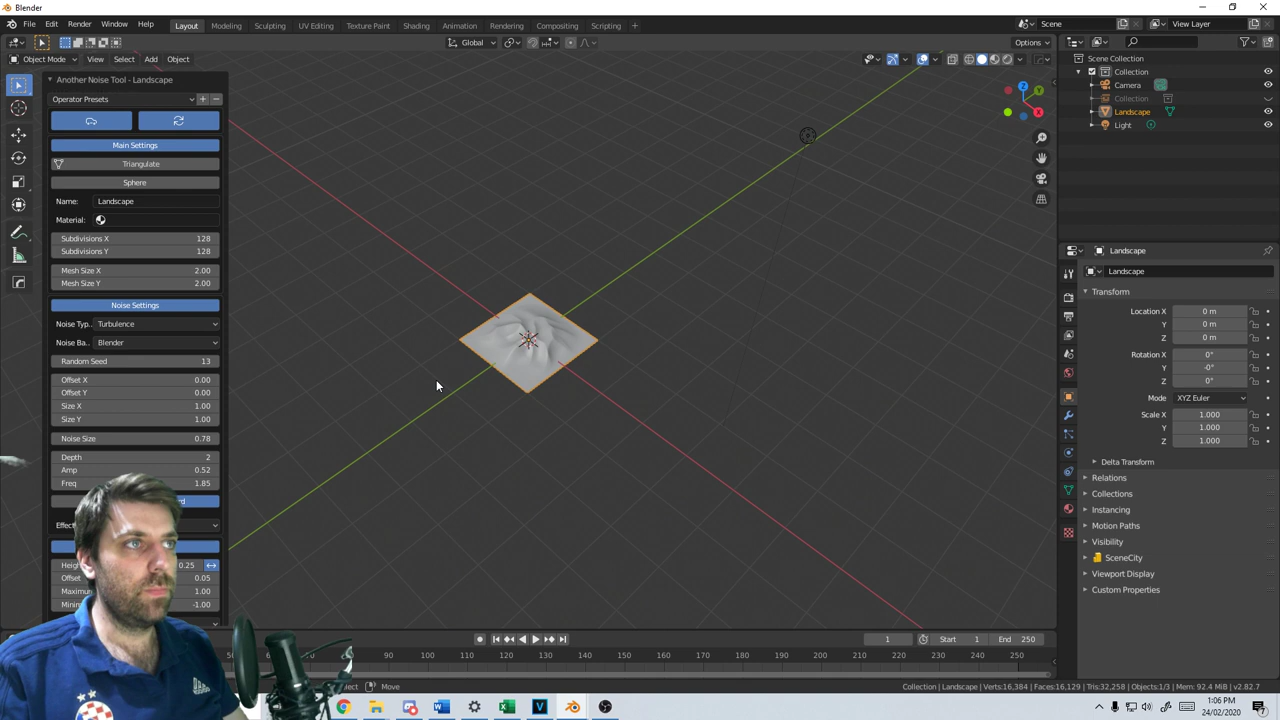 Blender
File Edit Render Window Help Layout Modeling Sculpting UV Editing Texture Paint Shading Animation Rendering Compositing Scripting + Scene View Layer
Global Options
Object Mode View Select Add Object
Another Noise Tool - Landscape
Operator Presets
Main Settings
Triangulate
Sphere
Name: Landscape
Material:
Subdivisions X 128
Subdivisions Y 128
Mesh Size X 2.00
Mesh Size Y 2.00
Noise Settings
Noise Typ.. Turbulence
Noise Ba.. Blender
Random Seed 13
Offset X 0.00
Offset Y 0.00
Size X 1.00
Size Y 1.00
Noise Size 0.78
Depth 2
Amp 0.52
Freq 1.85
Offset 0.05
1.00
-1.00
Z
Y
X
Scene Collection
Collection
Camera
Collection
Landscape
Light
Landscape
Landscape
Transform
Location X 0 m
Y 0 m
Z 0 m
Rotation X 0°
Y -0°
Z 0°
Mode XYZ Euler
Scale X 1.000
Y 1.000
Z 1.000
Delta Transform
Relations
Collections
Instancing
Motion Paths
Visibility
SceneCity
Viewport Display
Custom Properties
1 Start 1 End 250
80 90 100 110 120 130 140 150 160 170 180 190 200 210 220 230 240 250
Move
Collection | Landscape | Verts:16,384 | Faces:16,129 | Tris:32,258 | Objects:1/3 | Mem: 92.4 MiB | v2.82.7
1:06 PM
24/02/2020